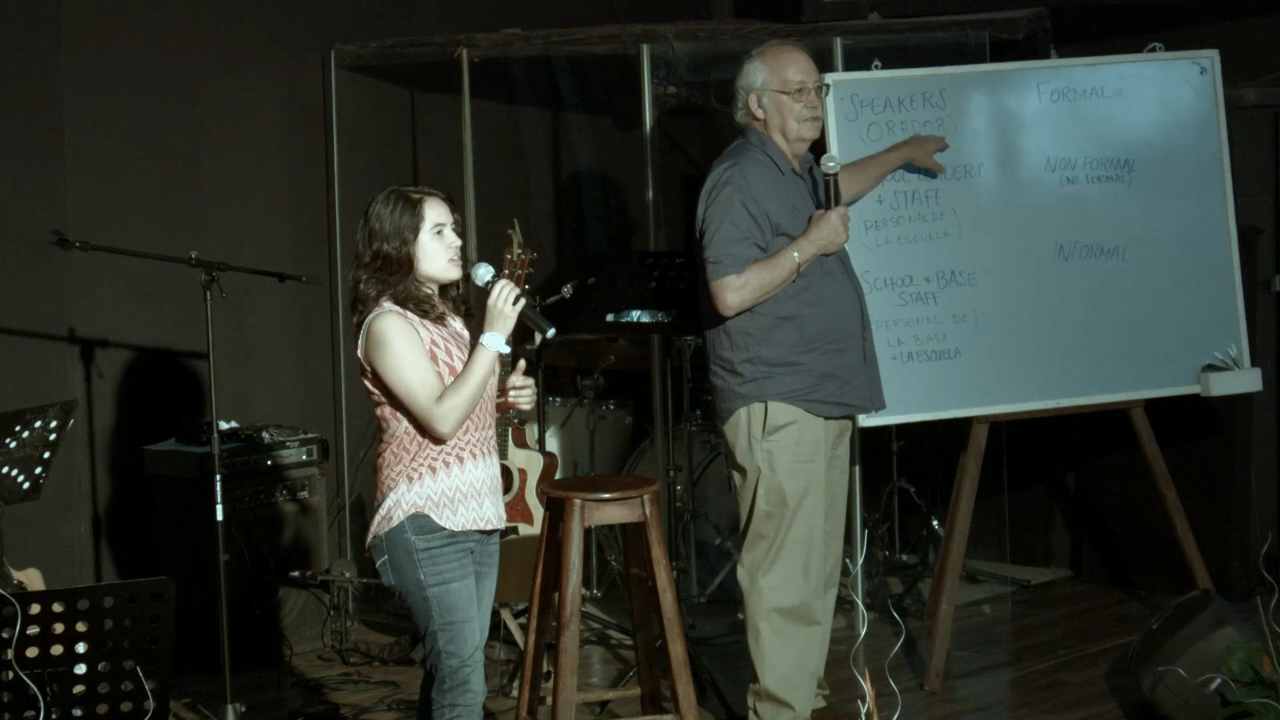 SPEAKERS
(ORADOR)
LEADERS
+ STAFF
(PERSONAL DE
LA ESCUELA)
SCHOOL + BASE
STAFF
(PERSONAL DE
LA BASE
+ LA ESCUELA
FORMAL
NON FORMAL
(NO FORMAL)
INFORMAL